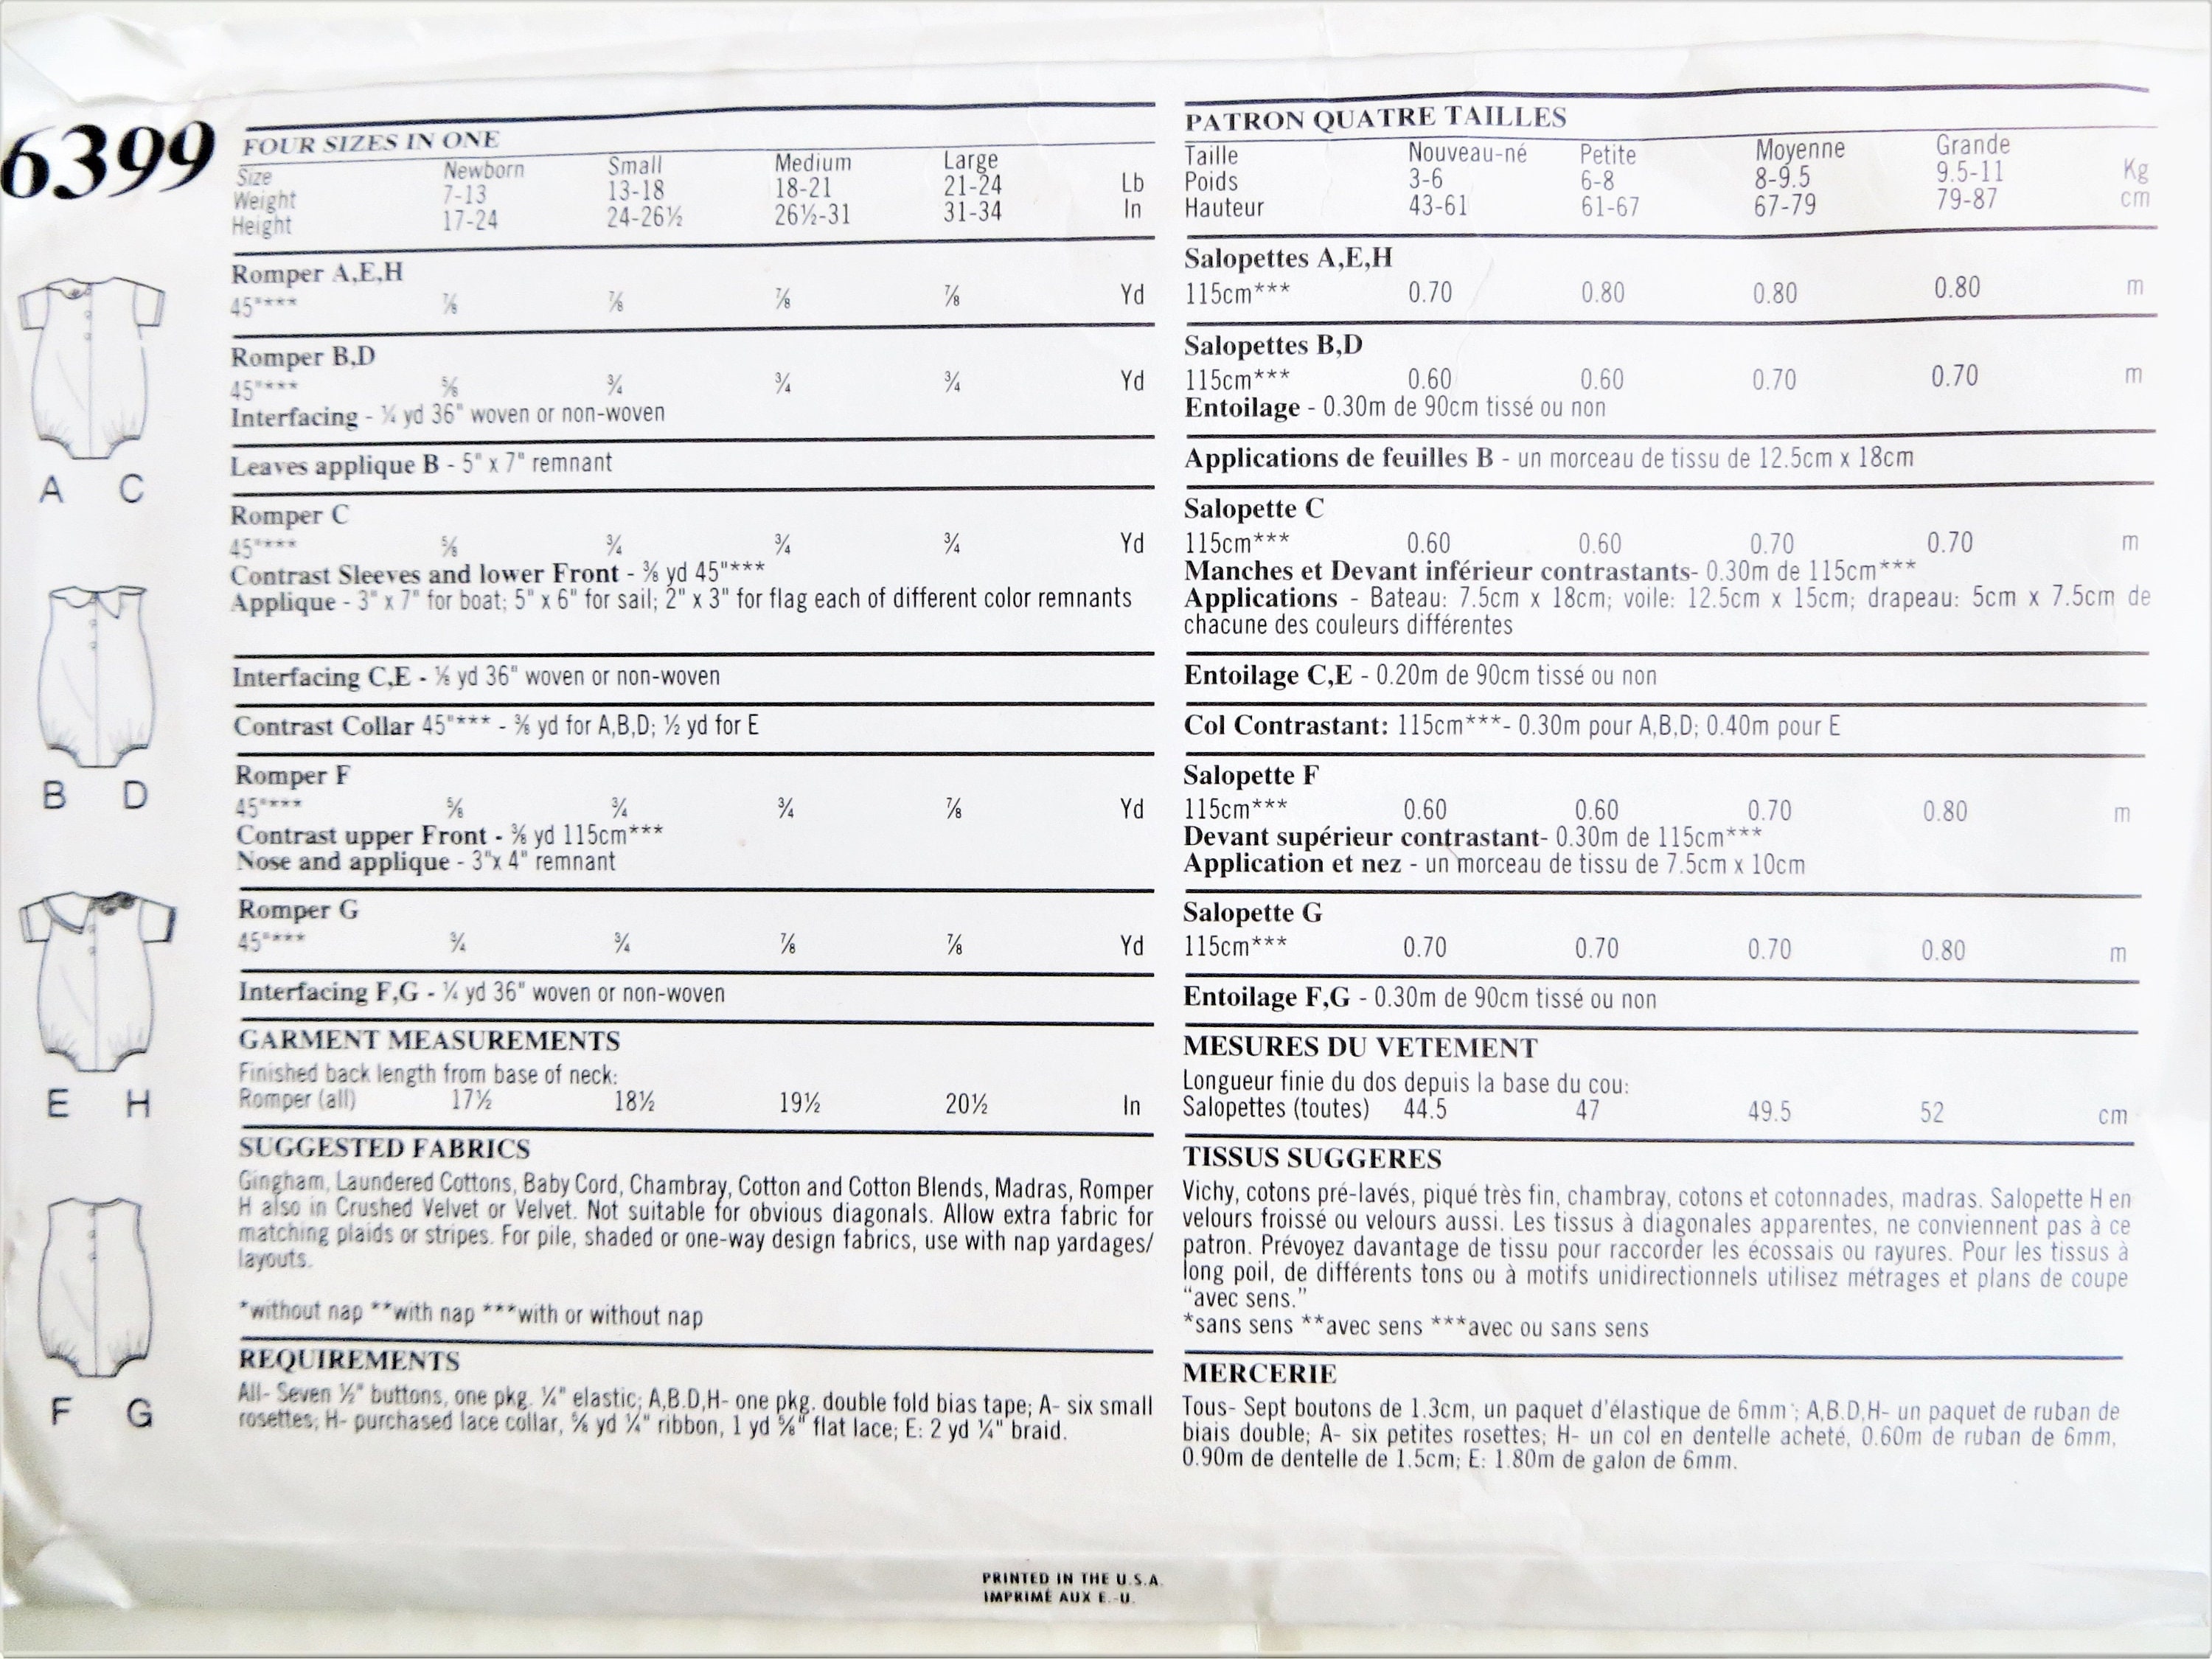 6399
FOUR SIZES IN ONE
Size Newborn Small Medium Large
Weight 7-13 13-18 18-21 21-24 Lb
Height 17-24 24-26½ 26½-31 31-34 In
Romper A,E,H
45"*** ⅞ ⅞ ⅞ ⅞ Yd
Romper B,D
45"*** ⅝ ¾ ¾ ¾ Yd
Interfacing - ¼ yd 36" woven or non-woven
Leaves applique B - 5" x 7" remnant
Romper C
45"*** ⅝ ¾ ¾ ¾ Yd
Contrast Sleeves and lower Front - ⅜ yd 45"***
Applique - 3" x 7" for boat; 5" x 6" for sail; 2" x 3" for flag each of different color remnants
Interfacing C,E - ⅛ yd 36" woven or non-woven
Contrast Collar 45"*** - ⅜ yd for A,B,D; ½ yd for E
Romper F
45"*** ⅝ ¾ ¾ ⅞ Yd
Contrast upper Front - ⅜ yd 115cm***
Nose and applique - 3"x 4" remnant
Romper G
45"*** ¾ ¾ ⅞ ⅞ Yd
Interfacing F,G - ¼ yd 36" woven or non-woven
GARMENT MEASUREMENTS
Finished back length from base of neck:
Romper (all) 17½ 18½ 19½ 20½ In
SUGGESTED FABRICS
Gingham, Laundered Cottons, Baby Cord, Chambray, Cotton and Cotton Blends, Madras, Romper
H also in Crushed Velvet or Velvet. Not suitable for obvious diagonals. Allow extra fabric for
matching plaids or stripes. For pile, shaded or one-way design fabrics, use with nap yardages/
layouts.
*without nap **with nap ***with or without nap
REQUIREMENTS
All- Seven ½" buttons, one pkg. ¼" elastic; A,B.D,H- one pkg. double fold bias tape; A- six small
rosettes; H- purchased lace collar, ⅝ yd ¼" ribbon, 1 yd ⅝" flat lace; E: 2 yd ¼" braid.
PATRON QUATRE TAILLES
Taille Nouveau-né Petite Moyenne Grande
Poids 3-6 6-8 8-9.5 9.5-11 Kg
Hauteur 43-61 61-67 67-79 79-87 cm
Salopettes A,E,H
115cm*** 0.70 0.80 0.80 0.80 m
Salopettes B,D
115cm*** 0.60 0.60 0.70 0.70 m
Entoilage - 0.30m de 90cm tissé ou non
Applications de feuilles B - un morceau de tissu de 12.5cm x 18cm
Salopette C
115cm*** 0.60 0.60 0.70 0.70 m
Manches et Devant inférieur contrastants- 0.30m de 115cm***
Applications - Bateau: 7.5cm x 18cm; voile: 12.5cm x 15cm; drapeau: 5cm x 7.5cm de
chacune des couleurs différentes
Entoilage C,E - 0.20m de 90cm tissé ou non
Col Contrastant: 115cm***- 0.30m pour A,B,D; 0.40m pour E
Salopette F
115cm*** 0.60 0.60 0.70 0.80 m
Devant supérieur contrastant- 0.30m de 115cm***
Application et nez - un morceau de tissu de 7.5cm x 10cm
Salopette G
115cm*** 0.70 0.70 0.70 0.80 m
Entoilage F,G - 0.30m de 90cm tissé ou non
MESURES DU VETEMENT
Longueur finie du dos depuis la base du cou:
Salopettes (toutes) 44.5 47 49.5 52 cm
TISSUS SUGGERES
Vichy, cotons pré-lavés, piqué très fin, chambray, cotons et cotonnades, madras. Salopette H en
velours froissé ou velours aussi. Les tissus à diagonales apparentes, ne conviennent pas à ce
patron. Prévoyez davantage de tissu pour raccorder les écossais ou rayures. Pour les tissus à
long poil, de différents tons ou à motifs unidirectionnels utilisez métrages et plans de coupe
“avec sens.”
*sans sens **avec sens ***avec ou sans sens
MERCERIE
Tous- Sept boutons de 1.3cm, un paquet d'élastique de 6mm; A,B.D,H- un paquet de ruban de
biais double; A- six petites rosettes; H- un col en dentelle acheté, 0.60m de ruban de 6mm,
0.90m de dentelle de 1.5cm; E: 1.80m de galon de 6mm.
A C
B D
E H
F G
PRINTED IN THE U.S.A.
IMPRIMÉ AUX E.-U.